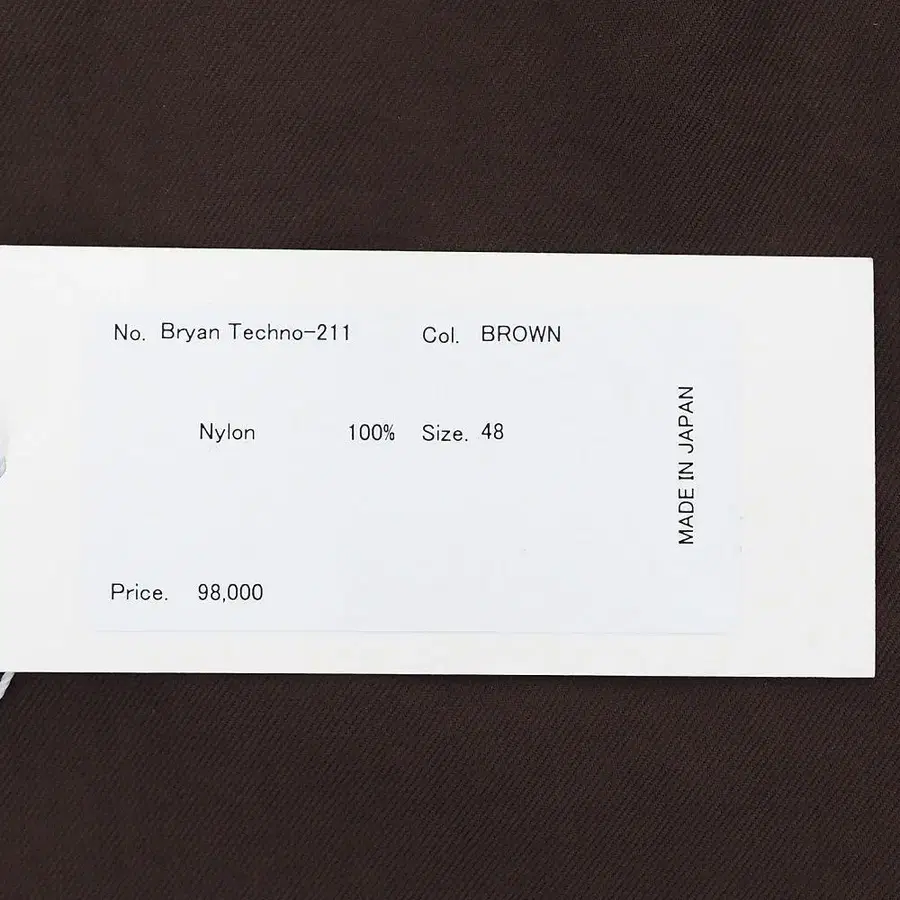 No. Bryan Techno-211 Col. BROWN
Nylon 100% Size. 48
MADE IN JAPAN
Price. 98,000